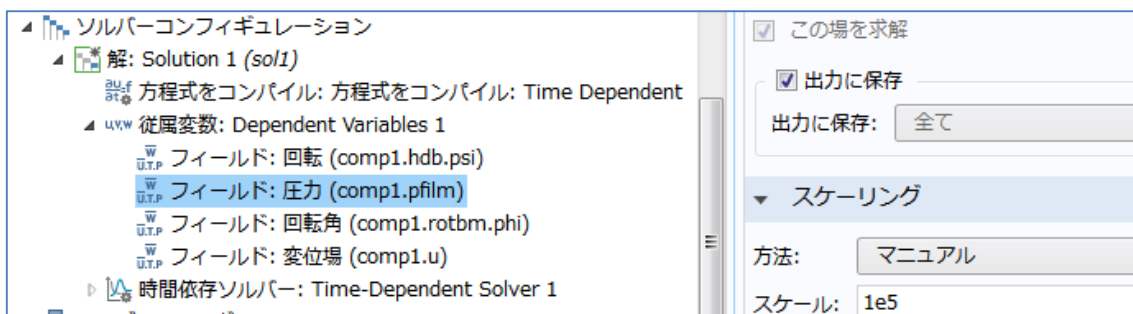 ソルバーコンフィギュレーション
解: Solution 1 (sol1)
方程式をコンパイル: 方程式をコンパイル: Time Dependent
従属変数: Dependent Variables 1
フィールド: 回転 (comp1.hdb.psi)
フィールド: 圧力 (comp1.pfilm)
フィールド: 回転角 (comp1.rotbm.phi)
フィールド: 変位場 (comp1.u)
時間依存ソルバー: Time-Dependent Solver 1
この場を求解
出力に保存
出力に保存: 全て
スケーリング
方法: マニュアル
スケール: 1e5